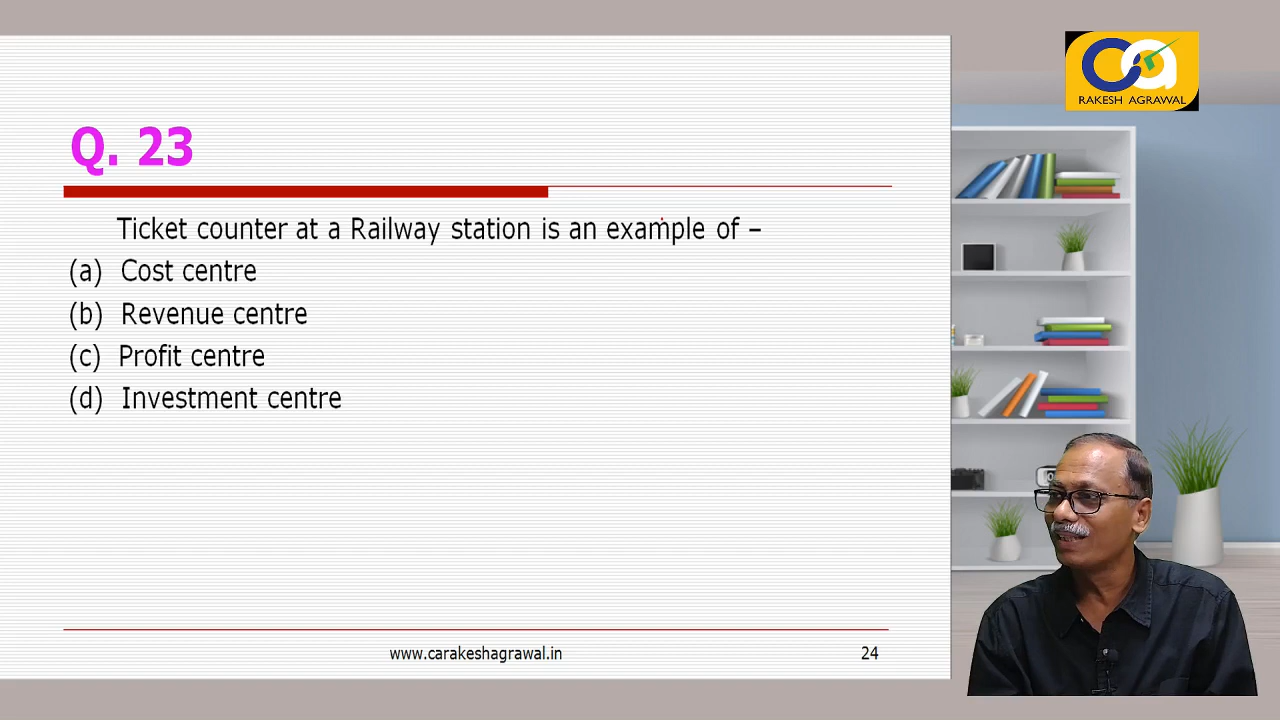 RAKESH AGRAWAL
Q. 23
Ticket counter at a Railway station is an example of –
(a) Cost centre
(b) Revenue centre
(c) Profit centre
(d) Investment centre
www.carakeshagrawal.in
24